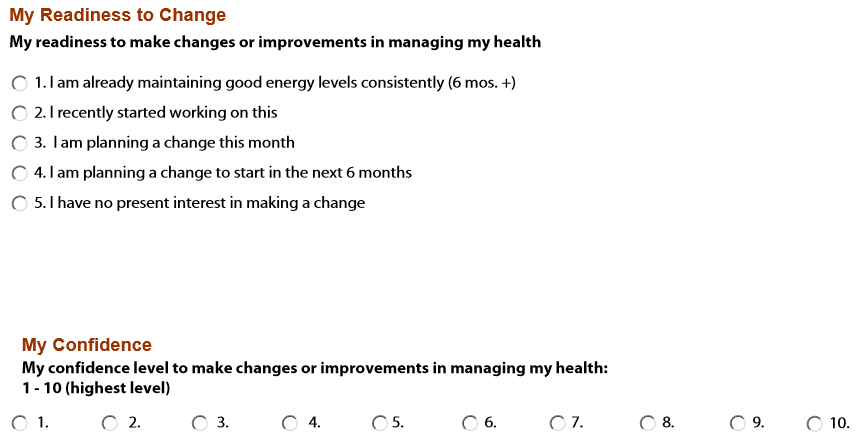 My Readiness to Change
My readiness to make changes or improvements in managing my health
1. I am already maintaining good energy levels consistently (6 mos. +)
2. I recently started working on this
3. I am planning a change this month
4. I am planning a change to start in the next 6 months
5. I have no present interest in making a change
My Confidence
My confidence level to make changes or improvements in managing my health:
1 - 10 (highest level)
1. 2. 3. 4. 5. 6. 7. 8. 9. 10.